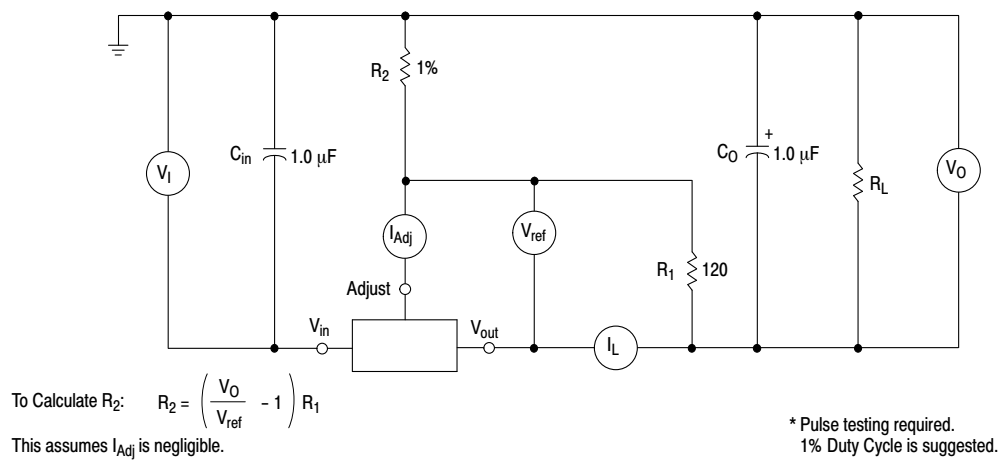 R2 1%
Cin 1.0 μF
+
CO 1.0 μF
VI
RL
VO
IAdj
Vref
R1 120
Adjust
Vin
Vout
IL
To Calculate R2: R2 = ( VO / Vref - 1 ) R1
This assumes IAdj is negligible.
* Pulse testing required.
1% Duty Cycle is suggested.